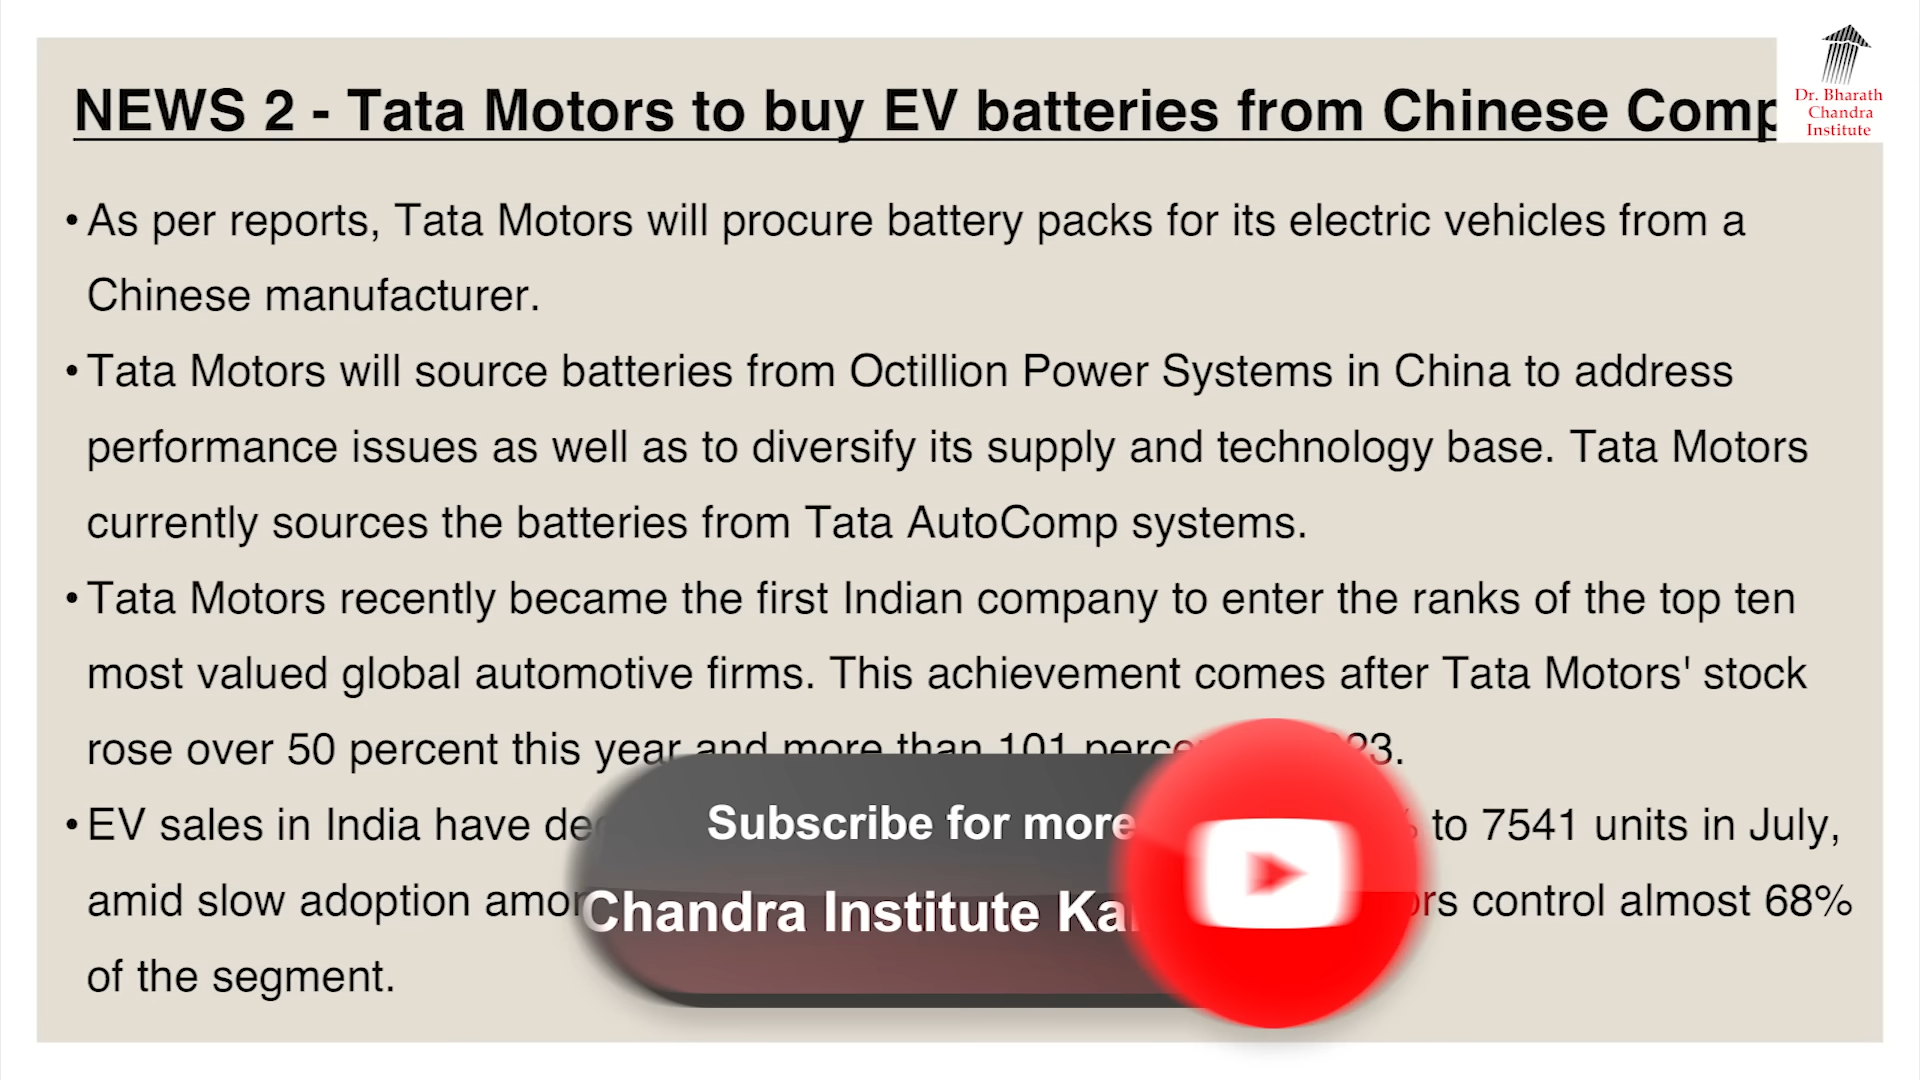 NEWS 2 - Tata Motors to buy EV batteries from Chinese
Dr. Bharath
Chandra
Institute
• As per reports, Tata Motors will procure battery packs for its electric vehicles from a
Chinese manufacturer.
• Tata Motors will source batteries from Octillion Power Systems in China to address
performance issues as well as to diversify its supply and technology base. Tata Motors
currently sources the batteries from Tata AutoComp systems.
• Tata Motors recently became the first Indian company to enter the ranks of the top ten
most valued global automotive firms. This achievement comes after Tata Motors' stock
rose over 50 percent this year and more than 101
• EV sales in India have to 7541 units in July,
amid slow adoption control almost 68%
of the segment.
Subscribe for more
Chandra Institute